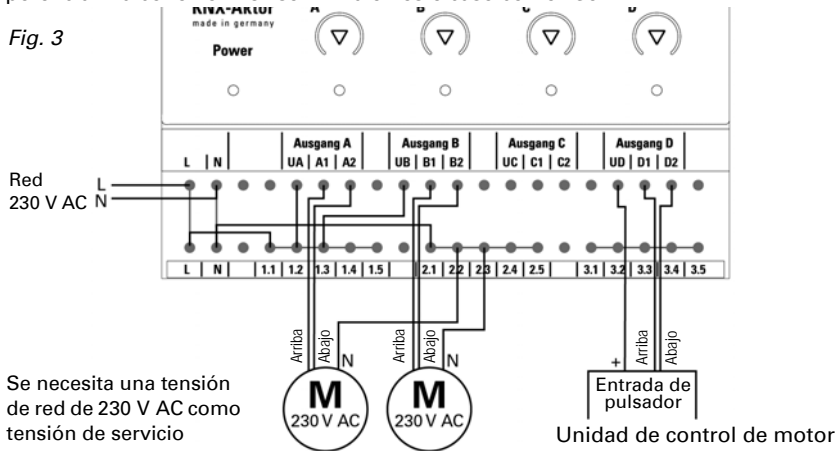 KNX-Aktor
made in germany
Fig. 3
Power
A B D
Ausgang A Ausgang B Ausgang C Ausgang D
L | N UA | A1 | A2 UB | B1 | B2 UC | C1 | C2 UD | D1 | D2
Red
230 V AC
L
N
L | N | 1.1 | 1.2 | 1.3 | 1.4 | 1.5 | 2.1 | 2.2 | 2.3 | 2.4 | 2.5 | 3.1 | 3.2 | 3.3 | 3.4 | 3.5
Arriba Abajo N Arriba Abajo N + Arriba Abajo
Se necesita una tensión
de red de 230 V AC como
tensión de servicio
M
230 V AC
M
230 V AC
Entrada de
pulsador
Unidad de control de motor